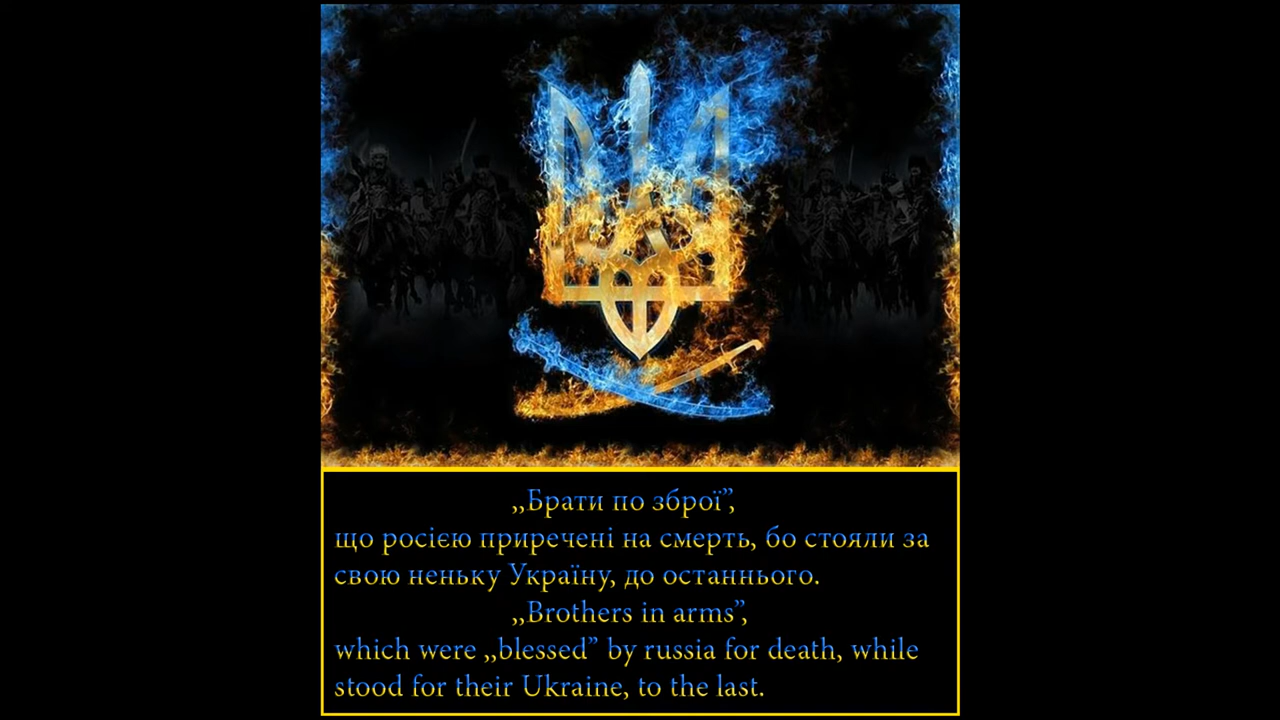 „Брати по зброї”,
що росією приречені на смерть, бо стояли за
свою неньку Україну, до останнього.
„Brothers in arms”,
which were „blessed” by russia for death, while
stood for their Ukraine, to the last.